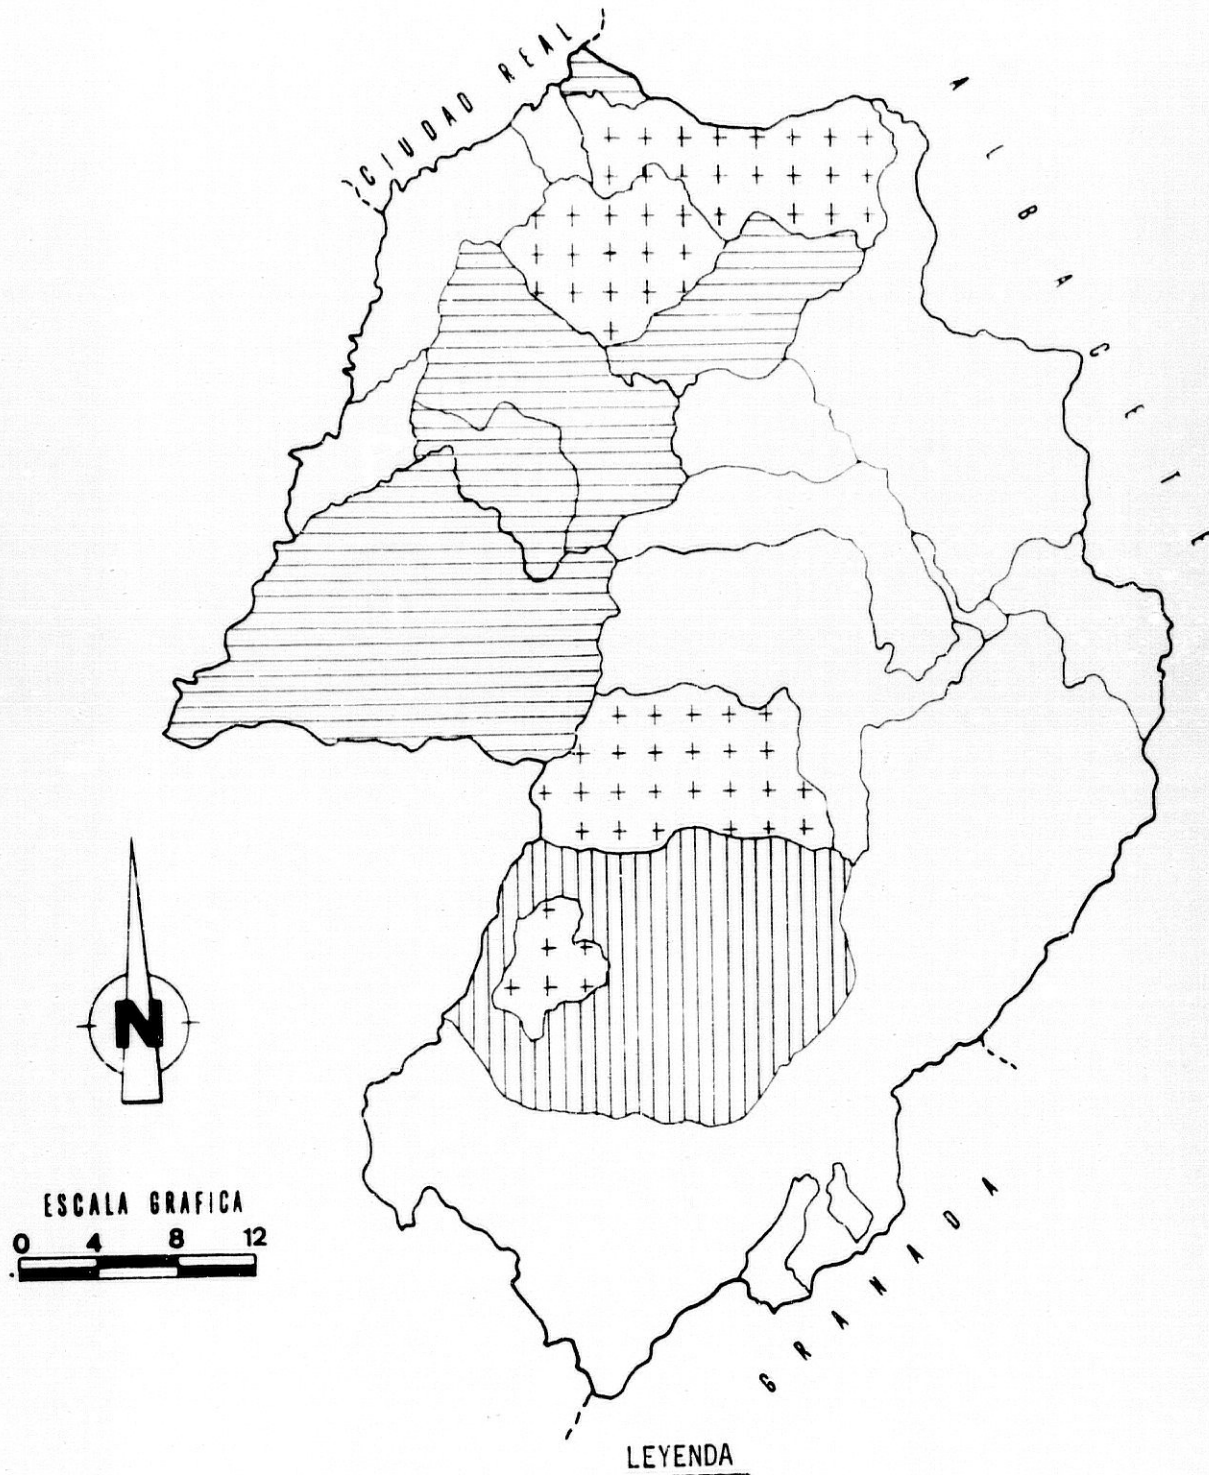 CIUDAD REAL
ALBACETE
N
ESCALA GRAFICA
0 4 8 12
GRANADA
LEYENDA